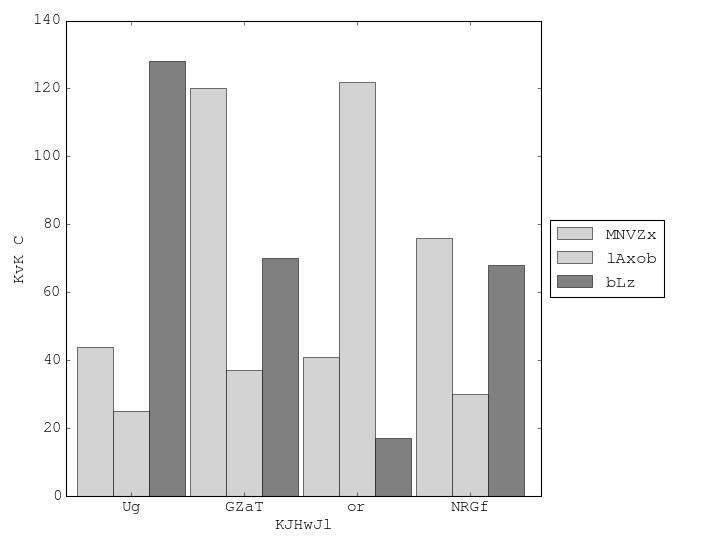 140
120
100
80
60
40
20
0
KvK C
Ug GZaT or NRGf
KJHwJl
MNVZx
lAxob
bLz